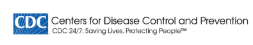 CDC Centers for Disease Control and Prevention
CDC 24/7: Saving Lives, Protecting People™